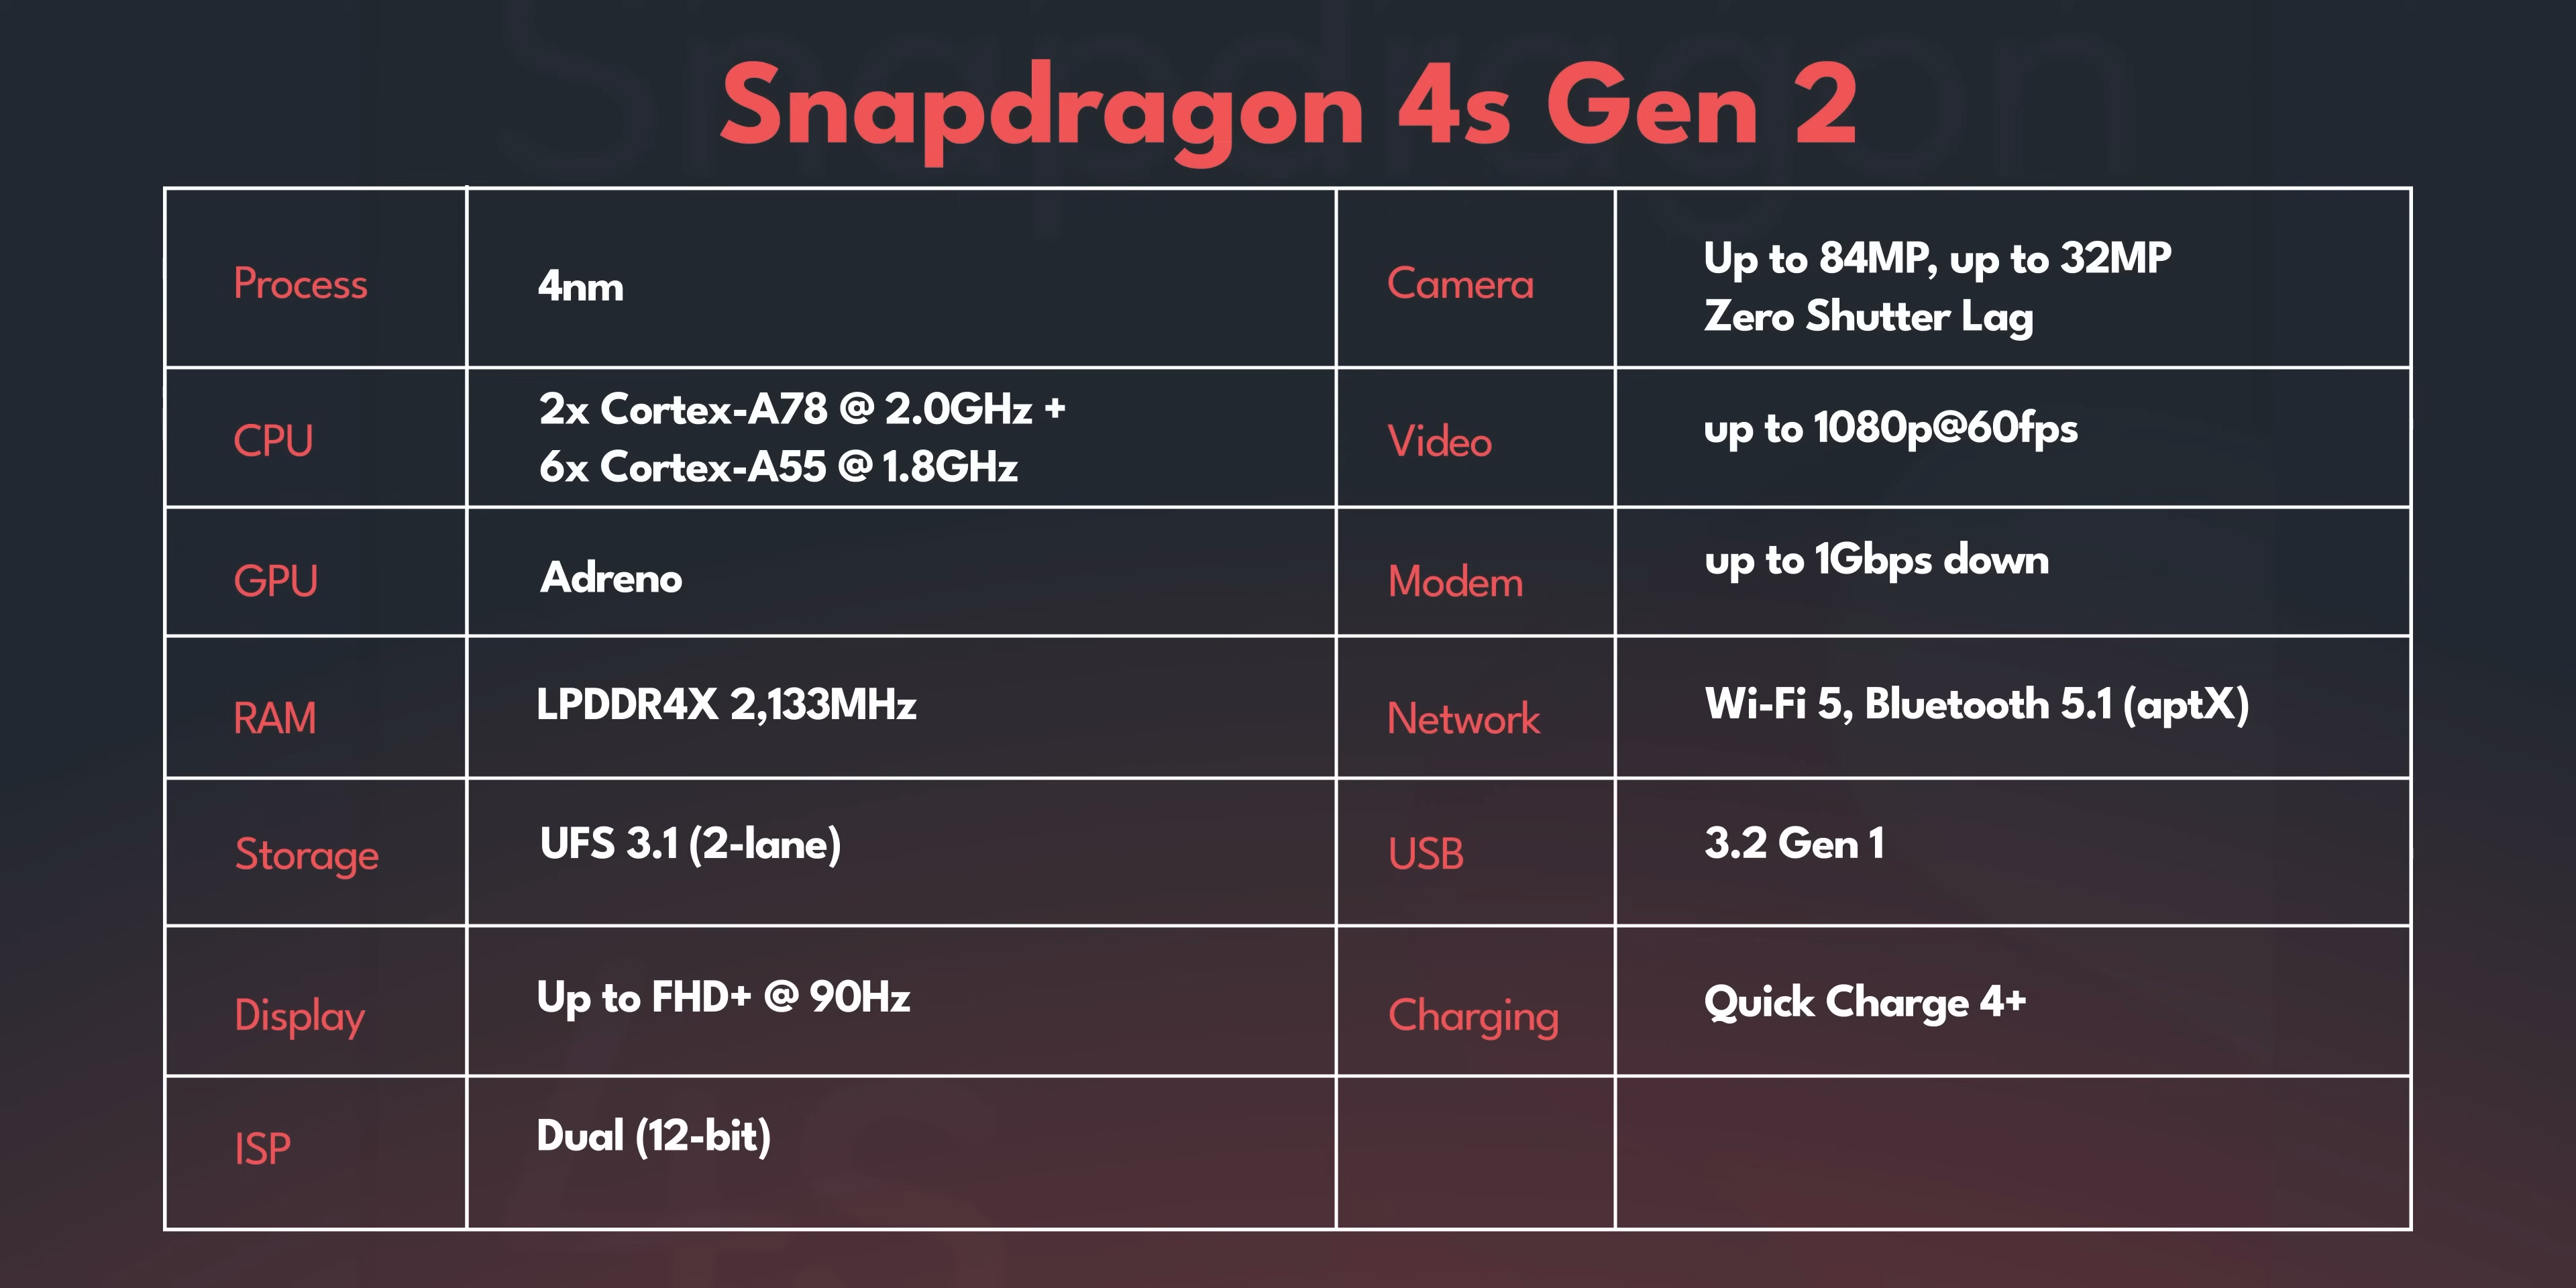 Snapdragon 4s Gen 2
Process
4nm
Camera
Up to 84MP, up to 32MP
Zero Shutter Lag
CPU
2x Cortex-A78 @ 2.0GHz +
6x Cortex-A55 @ 1.8GHz
Video
up to 1080p@60fps
GPU
Adreno
Modem
up to 1Gbps down
RAM
LPDDR4X 2,133MHz
Network
Wi-Fi 5, Bluetooth 5.1 (aptX)
Storage
UFS 3.1 (2-lane)
USB
3.2 Gen 1
Display
Up to FHD+ @ 90Hz
Charging
Quick Charge 4+
ISP
Dual (12-bit)
Snapdragon
4s